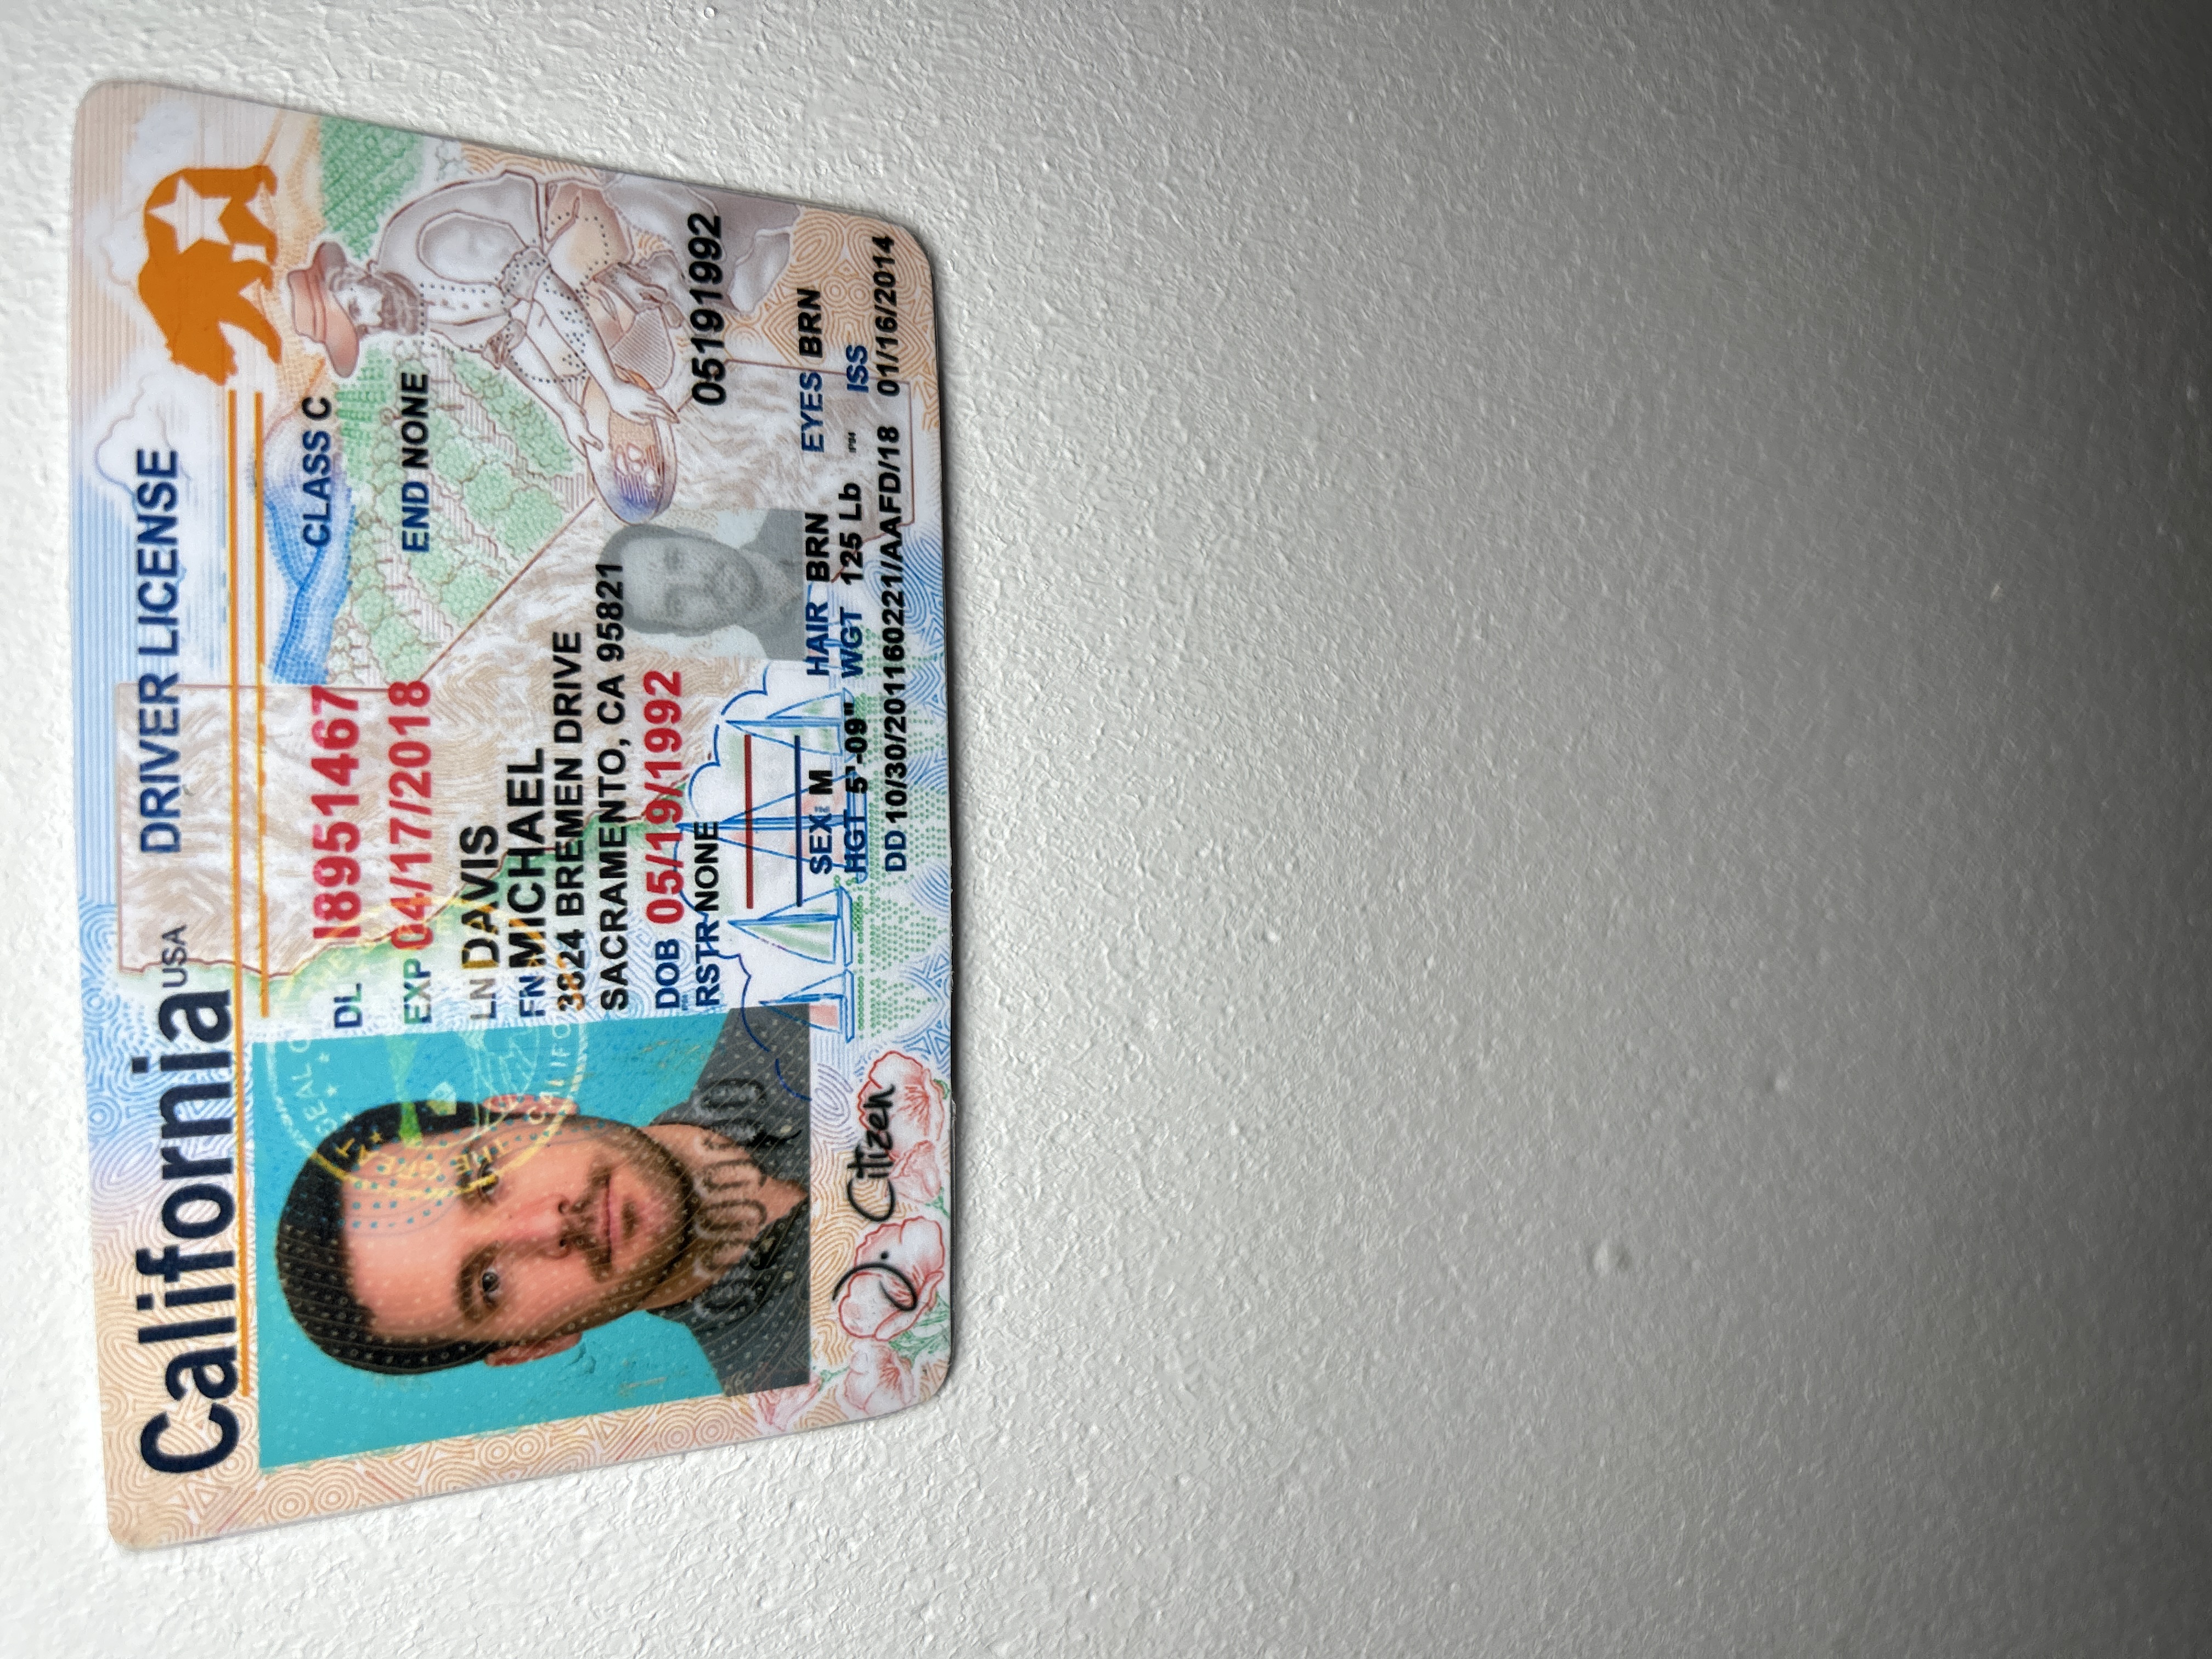 California USA DRIVER LICENSE
CLASS C
DL I8951467
EXP 04/17/2018
END NONE
LN DAVIS
FN MICHAEL
3824 BREMEN DRIVE
SACRAMENTO, CA 95821
DOB 05/19/1992
RSTR NONE
05191992
SEX M HAIR BRN EYES BRN
HGT 5'-09" WGT 125 Lb ISS
DD 10/30/201160221/AAFD/18 01/16/2014
J. Citizen